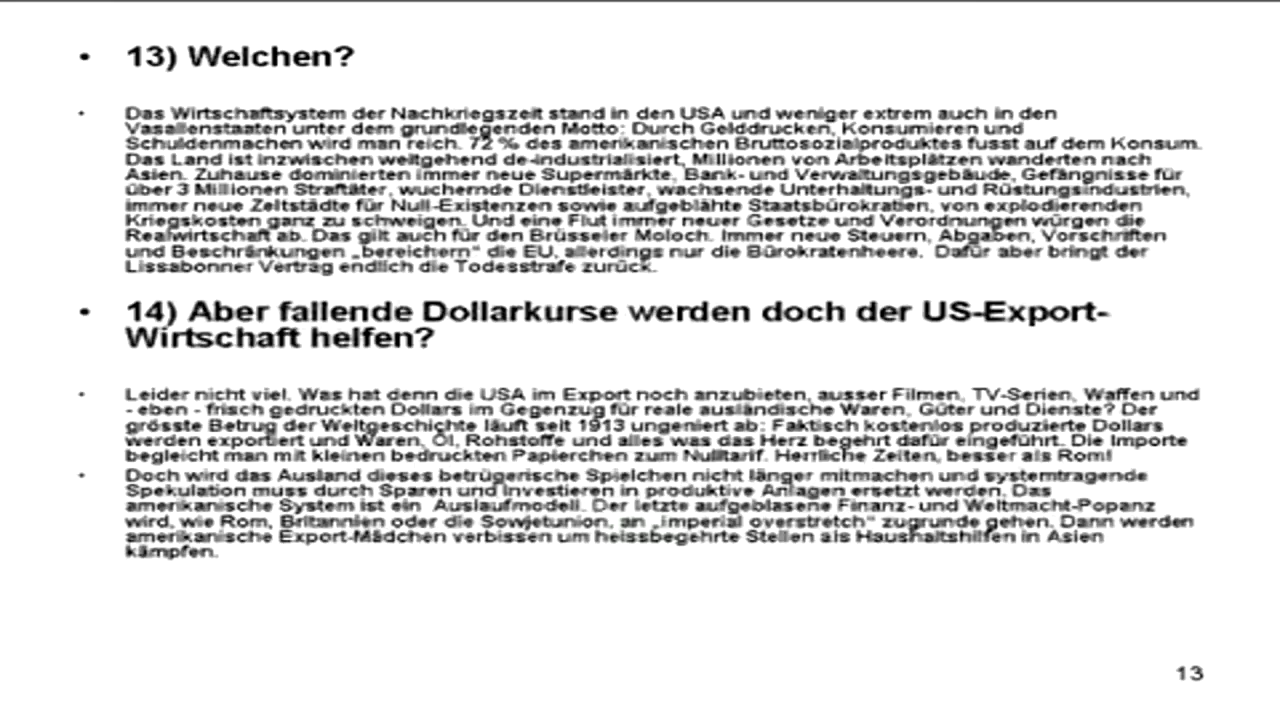 • 13) Welchen?
• Das Wirtschaftsystem der Nachkriegszeit stand in den USA und weniger extrem auch in den
Vasallenstaaten unter dem grundlegenden Motto: Durch Gelddrucken, Konsumieren und
Schuldenmachen wird man reich. 72 % des amerikanischen Bruttosozialproduktes fusst auf dem Konsum.
Das Land ist inzwischen weitgehend de-industrialisiert, Millionen von Arbeitsplätzen wanderten nach
Asien. Zuhause dominierten immer neue Supermärkte, Bank- und Verwaltungsgebäude, Gefängnisse für
über 3 Millionen Straftäter, wuchernde Dienstleister, wachsende Unterhaltungs- und Rüstungsindustrien,
immer neue Zeltstädte für Null-Existenzen sowie aufgeblähte Staatsbürokratien, von explodierenden
Kriegskosten ganz zu schweigen. Und eine Flut immer neuer Gesetze und Verordnungen würgen die
Realwirtschaft ab. Das gilt auch für den Brüsseler Moloch. Immer neue Steuern, Abgaben, Vorschriften
und Beschränkungen „bereichern“ die EU, allerdings nur die Bürokratenheere. Dafür aber bringt der
Lissabonner Vertrag endlich die Todesstrafe zurück.
• 14) Aber fallende Dollarkurse werden doch der US-Export-
Wirtschaft helfen?
• Leider nicht viel. Was hat denn die USA im Export noch anzubieten, ausser Filmen, TV-Serien, Waffen und
- eben - frisch gedruckten Dollars im Gegenzug für reale ausländische Waren, Güter und Dienste? Der
grösste Betrug der Weltgeschichte läuft seit 1913 ungeniert ab: Faktisch kostenlos produzierte Dollars
werden exportiert und Waren, Öl, Rohstoffe und alles was das Herz begehrt dafür eingeführt. Die Importe
begleicht man mit kleinen bedruckten Papierchen zum Nulltarif. Herrliche Zeiten, besser als Rom!
• Doch wird das Ausland dieses betrügerische Spielchen nicht länger mitmachen und systemtragende
Spekulation muss durch Sparen und Investieren in produktive Anlagen ersetzt werden. Das
amerikanische System ist ein Auslaufmodell. Der letzte aufgeblasene Finanz- und Weltmacht-Popanz
wird, wie Rom, Britannien oder die Sowjetunion, an „imperial overstretch“ zugrunde gehen. Dann werden
amerikanische Export-Mädchen verbissen um heissbegehrte Stellen als Haushaltshilfen in Asien
kämpfen.
13